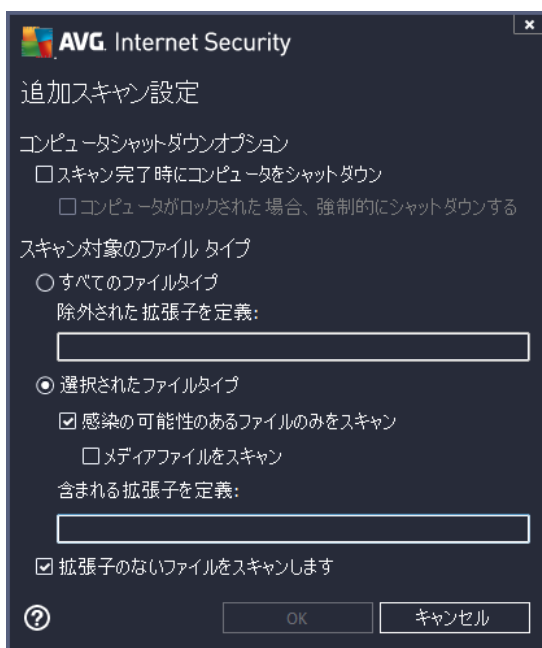 AVG. Internet Security
追加スキャン設定
コンピュータシャットダウンオプション
スキャン完了時にコンピュータをシャットダウン
コンピュータがロックされた場合、強制的にシャットダウンする
スキャン対象のファイル タイプ
すべてのファイルタイプ
除外された拡張子を定義:
選択されたファイルタイプ
感染の可能性のあるファイルのみをスキャン
メディアファイルをスキャン
含まれる拡張子を定義:
拡張子のないファイルをスキャンします
OK キャンセル